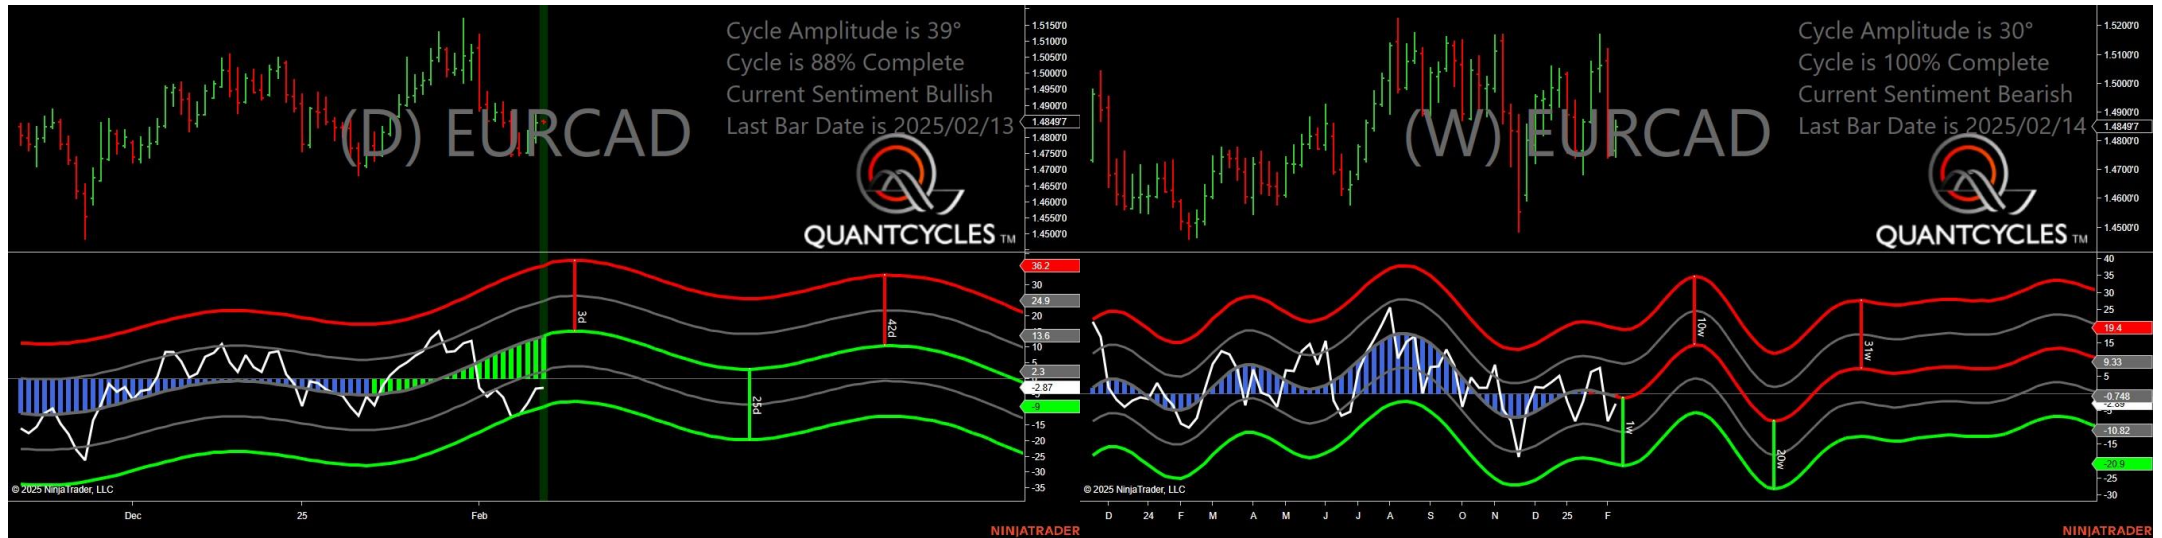 Cycle Amplitude is 39°
Cycle is 88% Complete
Current Sentiment Bullish
Last Bar Date is 2025/02/13
(D) EURCAD
QUANTCYCLES TM
1.5150'0
1.5100'0
1.5050'0
1.5000'0
1.4950'0
1.4900'0
1.4849'7
1.4800'0
1.4750'0
1.4700'0
1.4650'0
1.4600'0
1.4550'0
1.4500'0
36.2
30
24.9
20
13.6
10
5
2.3
-2.87
-9
-15
-20
-25
-30
-35
3d
25d
42d
© 2025 NinjaTrader, LLC
Dec
25
Feb
NINJATRADER
Cycle Amplitude is 30°
Cycle is 100% Complete
Current Sentiment Bearish
Last Bar Date is 2025/02/14
(W) EURCAD
QUANTCYCLES TM
1.5200'0
1.5100'0
1.5000'0
1.4900'0
1.4849'7
1.4800'0
1.4700'0
1.4600'0
1.4500'0
40
35
30
25
19.4
15
9.33
5
-0.748
-2.89
-10.82
-15
-20.9
-25
-30
1w
10w
20w
31w
© 2025 NinjaTrader, LLC
D
24
F
M
A
M
J
J
A
S
O
N
D
25
F
NINJATRADER